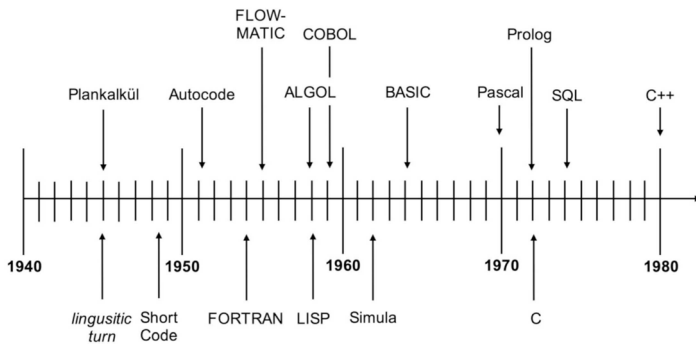 FLOW-
MATIC
COBOL
Prolog
Plankalkül
Autocode
ALGOL
BASIC
Pascal
SQL
C++
1940
1950
1960
1970
1980
lingusitic
turn
Short
Code
FORTRAN
LISP
Simula
C